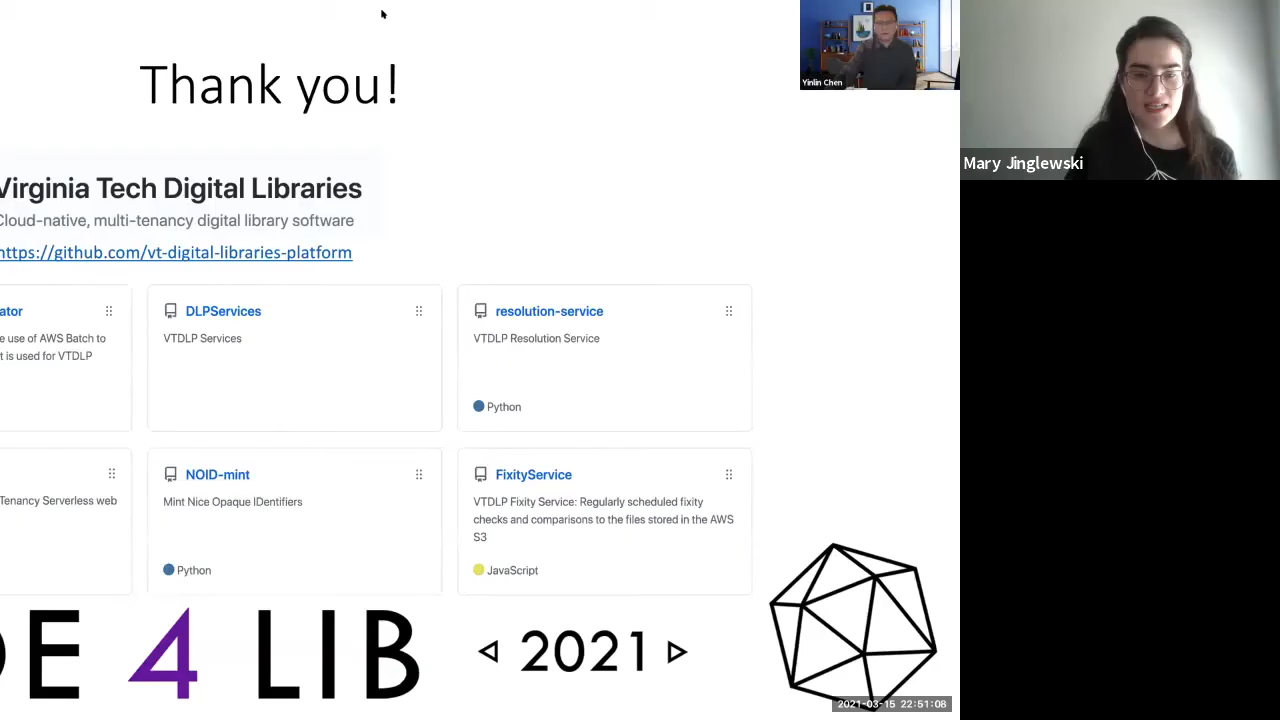 Thank you!
Yinlin Chen
Mary Jinglewski
Virginia Tech Digital Libraries
Cloud-native, multi-tenancy digital library software
https://github.com/vt-digital-libraries-platform
ator
e use of AWS Batch to
t is used for VTDLP
DLPServices
VTDLP Services
resolution-service
VTDLP Resolution Service
Python
Tenancy Serverless web
NOID-mint
Mint Nice Opaque IDentifiers
Python
FixityService
VTDLP Fixity Service: Regularly scheduled fixity
checks and comparisons to the files stored in the AWS
S3
JavaScript
DE 4 LIB
2021
2021-03-15 22:51:08